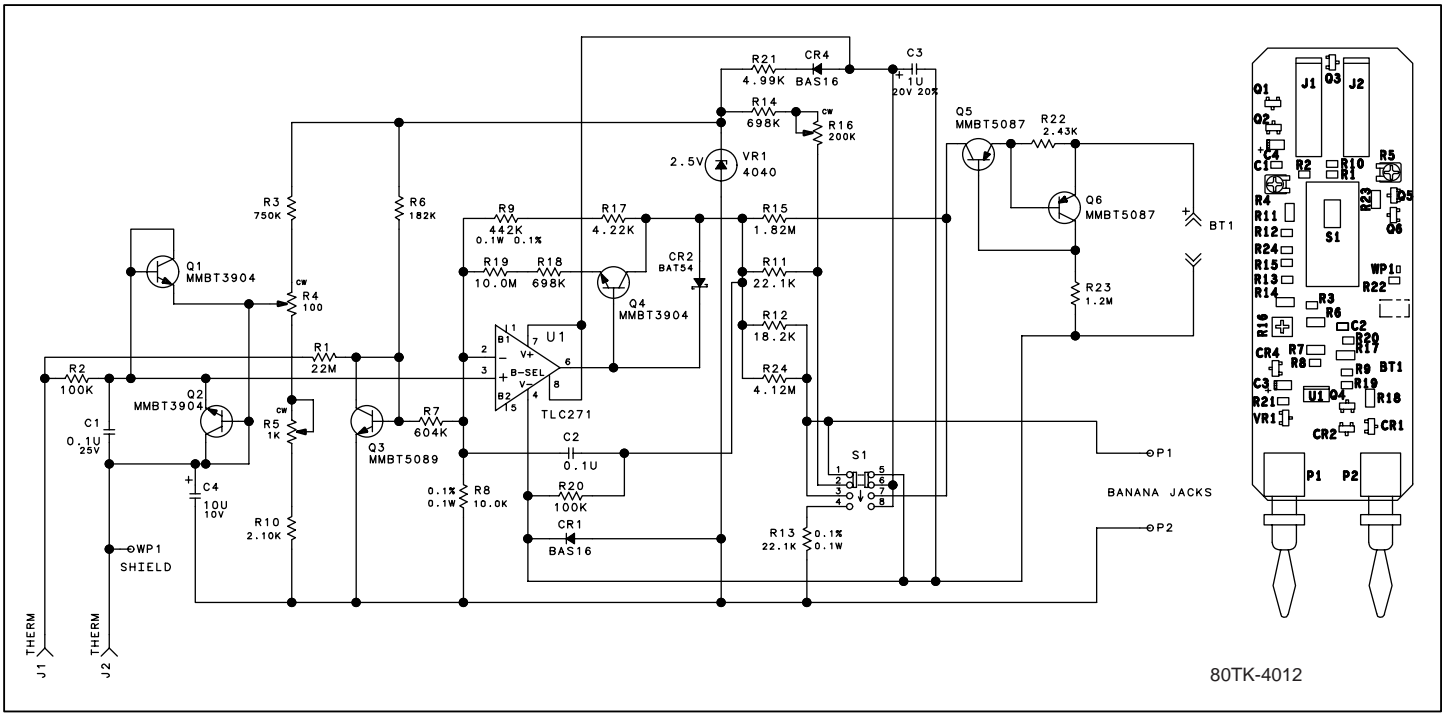 R21
4.99K
CR4
BAS16
C3
+
1U
20V 20%
R14
698K
CW
R16
200K
Q5
MMBT5087
R22
2.43K
2.5V
VR1
4040
R3
750K
R6
182K
R9
442K
0.1W 0.1%
R17
4.22K
R15
1.82M
Q6
MMBT5087
+
BT1
Q1
MMBT3904
CW
R4
100
R19
10.0M
R18
698K
Q4
MMBT3904
CR2
BAT54
R11
22.1K
R23
1.2M
R12
18.2K
R1
22M
1
B1
7
V+
U1
2
-
6
B-SEL
3
+
V-
8
4
B2
5
TLC271
R24
4.12M
R2
100K
Q2
MMBT3904
CW
R5
1K
Q3
MMBT5089
R7
604K
C1
0.1U
25V
C2
0.1U
S1
1
5
2
6
3
7
4
8
P1
BANANA JACKS
P2
+
C4
10U
10V
0.1%
0.1W
R8
10.0K
R20
100K
R10
2.10K
CR1
BAS16
R13
22.1K
0.1%
0.1W
WP1
SHIELD
THERM
J1
THERM
J2
Q1
J1
Q3
J2
Q2
+
C4
C1
R2
R10
R1
R5
R4
R23
Q5
R11
S1
Q6
R12
R24
R15
WP1
R13
R22
R14
R3
R6
R16
C2
R20
R7
R17
R8
CR4
R9
BT1
C3
+
R19
U1
Q4
R18
R21
VR1
CR2
CR1
P1
P2
80TK-4012